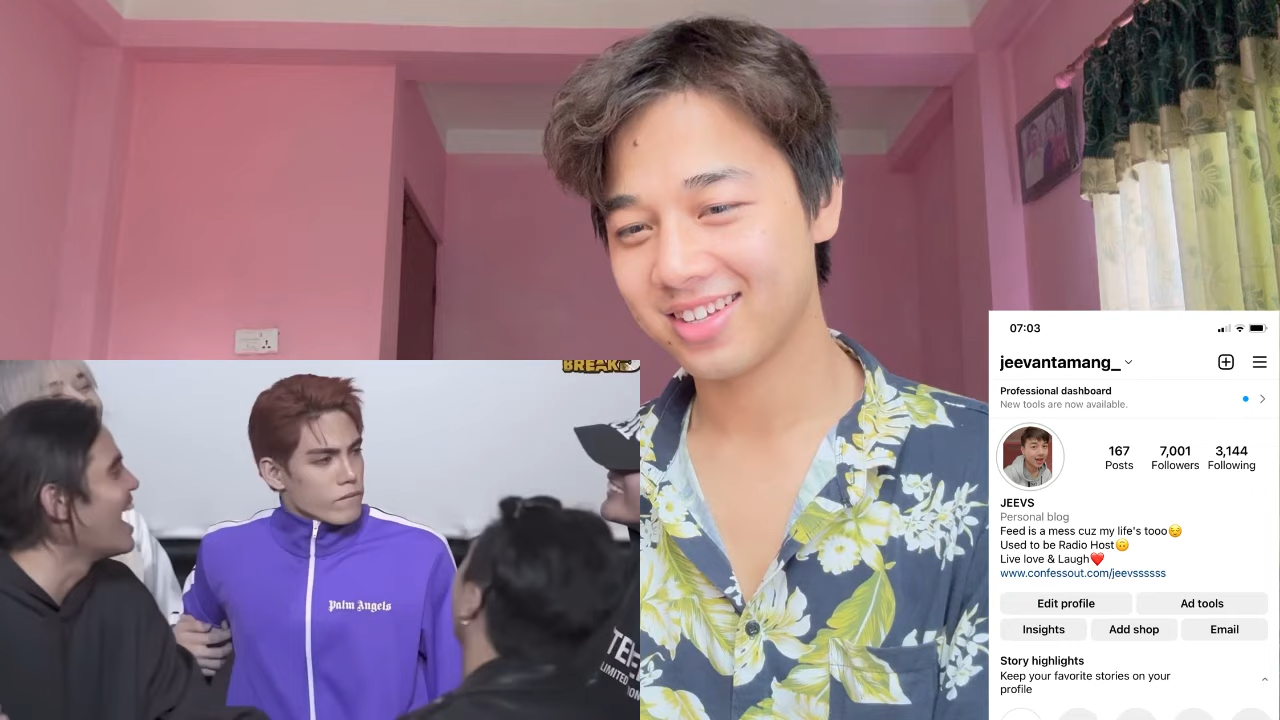 BREAK
Palm Angels
LIMITED
07:03
jeevantamang_
Professional dashboard
New tools are now available.
167
7,001
3,144
Posts
Followers
Following
JEEVS
Personal blog
Feed is a mess cuz my life's tooo😏
Used to be Radio Host🙃
Live love & Laugh❤️
www.confessout.com/jeevssssss
Edit profile
Ad tools
Insights
Add shop
Email
Story highlights
Keep your favorite stories on your
profile